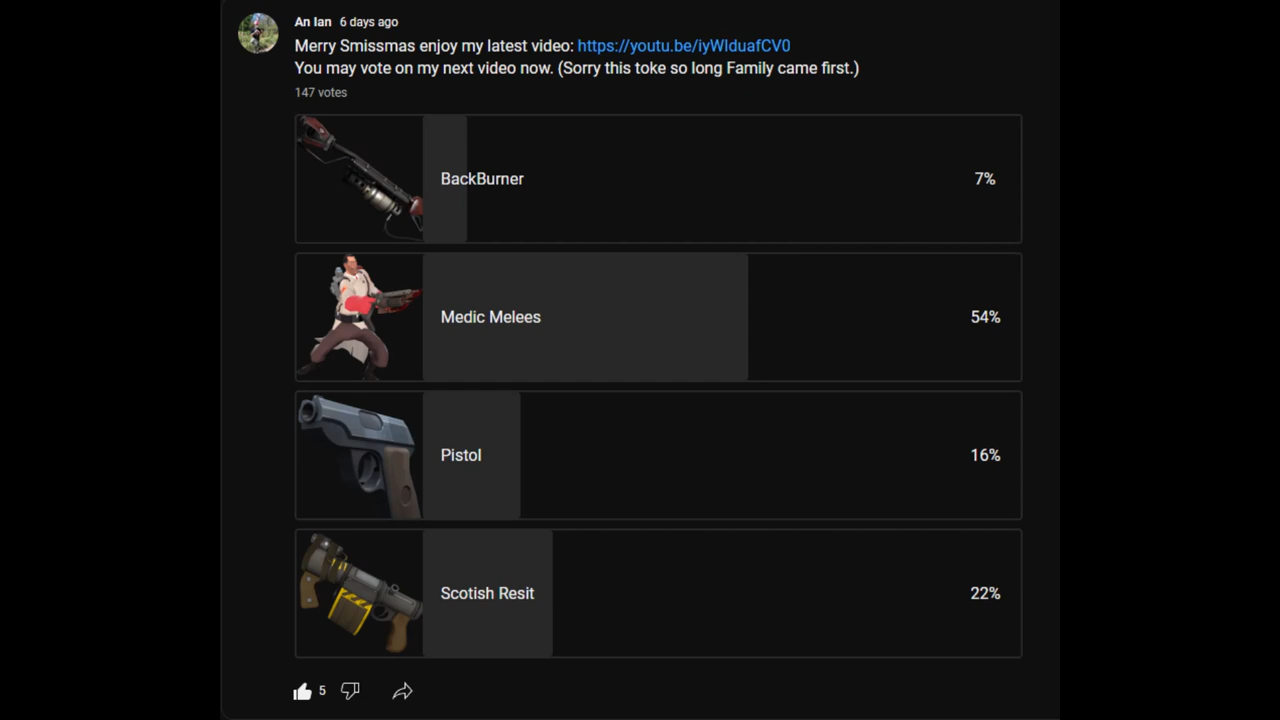 An Ian 6 days ago
Merry Smissmas enjoy my latest video: https://youtu.be/iyWIduafCV0
You may vote on my next video now. (Sorry this toke so long Family came first.)
147 votes
BackBurner 7%
Medic Melees 54%
Pistol 16%
Scotish Resit 22%
5